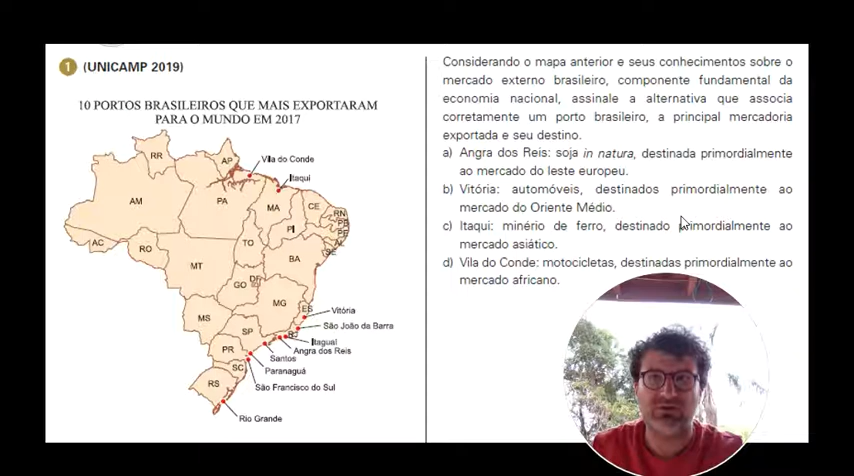 1 (UNICAMP 2019)
10 PORTOS BRASILEIROS QUE MAIS EXPORTARAM
PARA O MUNDO EM 2017
RR
AP
Vila do Conde
Itaqui
AM
PA
MA
CE
RN
PB
PE
AL
SE
PI
AC
RO
TO
BA
MT
GO
DF
MG
ES
MS
Vitória
SP
RJ
São João da Barra
Itaguaí
Angra dos Reis
PR
Santos
Paranaguá
SC
São Francisco do Sul
RS
Rio Grande
Considerando o mapa anterior e seus conhecimentos sobre o
mercado externo brasileiro, componente fundamental da
economia nacional, assinale a alternativa que associa
corretamente um porto brasileiro, a principal mercadoria
exportada e seu destino.
a) Angra dos Reis: soja in natura, destinada primordialmente
ao mercado do leste europeu.
b) Vitória: automóveis, destinados primordialmente ao
mercado do Oriente Médio.
c) Itaqui: minério de ferro, destinado primordialmente ao
mercado asiático.
d) Vila do Conde: motocicletas, destinadas primordialmente ao
mercado africano.